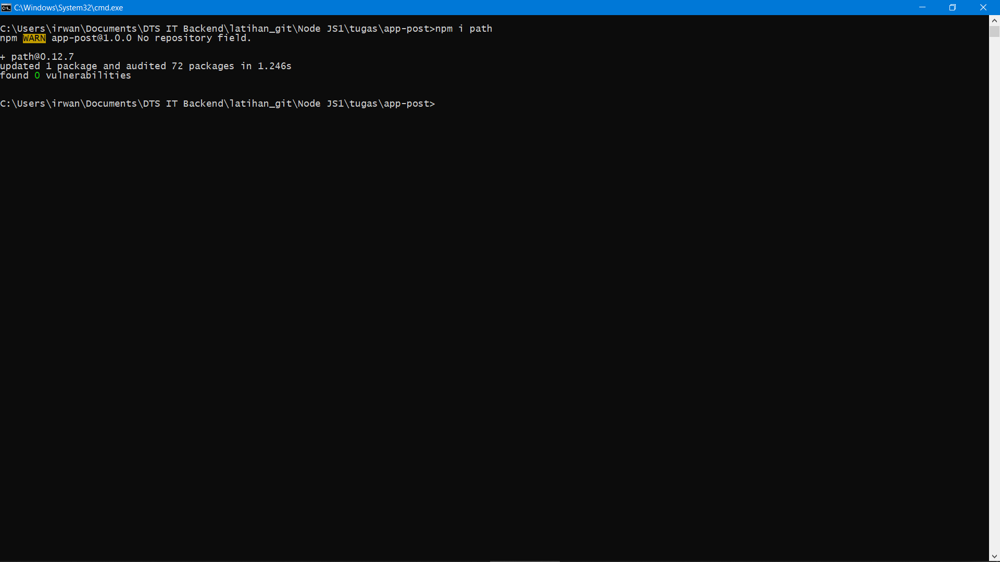 C:\Windows\System32\cmd.exe
C:\Users\irwan\Documents\DTS IT Backend\latihan_git\Node JS1\tugas\app-post>npm i path
npm WARN app-post@1.0.0 No repository field.
+ path@0.12.7
updated 1 package and audited 72 packages in 1.246s
found 0 vulnerabilities
C:\Users\irwan\Documents\DTS IT Backend\latihan_git\Node JS1\tugas\app-post>